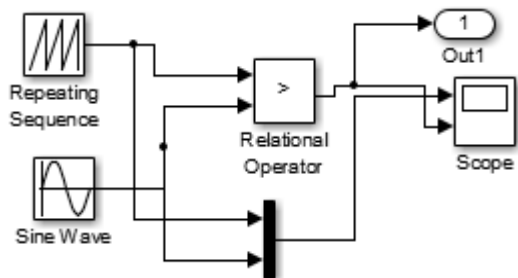 1
Out1
Repeating
Sequence
>
Relational
Operator
Scope
Sine Wave